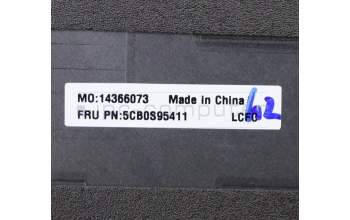 MO:14366073 Made in China
FRU PN:5CB0S95411 LCFC
62